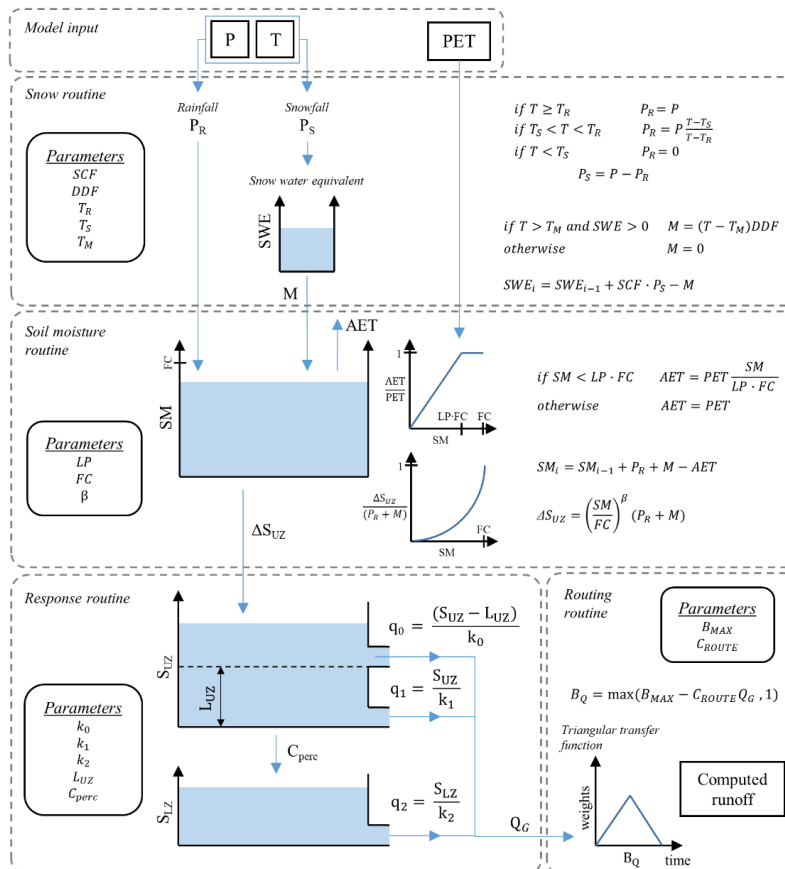 Model input
P
T
PET
Snow routine
Rainfall
P_R
Snowfall
P_S
Parameters
SCF
DDF
T_R
T_S
T_M
Snow water equivalent
SWE
M
if T ≥ T_R P_R = P
if T_S < T < T_R P_R = P (T−T_S)/(T−T_R)
if T < T_S P_R = 0
P_S = P − P_R
if T > T_M and SWE > 0 M = (T − T_M)DDF
otherwise M = 0
SWE_i = SWE_{i−1} + SCF · P_S − M
Soil moisture
routine
AET
FC
SM
Parameters
LP
FC
β
1
AET/PET
LP·FC FC
SM
if SM < LP · FC AET = PET SM/(LP · FC)
otherwise AET = PET
1
ΔS_UZ/(P_R + M)
FC
SM
SM_i = SM_{i−1} + P_R + M − AET
ΔS_UZ = (SM/FC)^β (P_R + M)
ΔS_UZ
Response routine
S_UZ
L_UZ
q_0 = (S_UZ − L_UZ)/k_0
q_1 = S_UZ/k_1
Parameters
k_0
k_1
k_2
L_UZ
C_perc
C_perc
S_LZ
q_2 = S_LZ/k_2
Q_G
Routing
routine
Parameters
B_MAX
C_ROUTE
B_Q = max(B_MAX − C_ROUTE Q_G , 1)
Triangular transfer
function
weights
B_Q
time
Computed
runoff